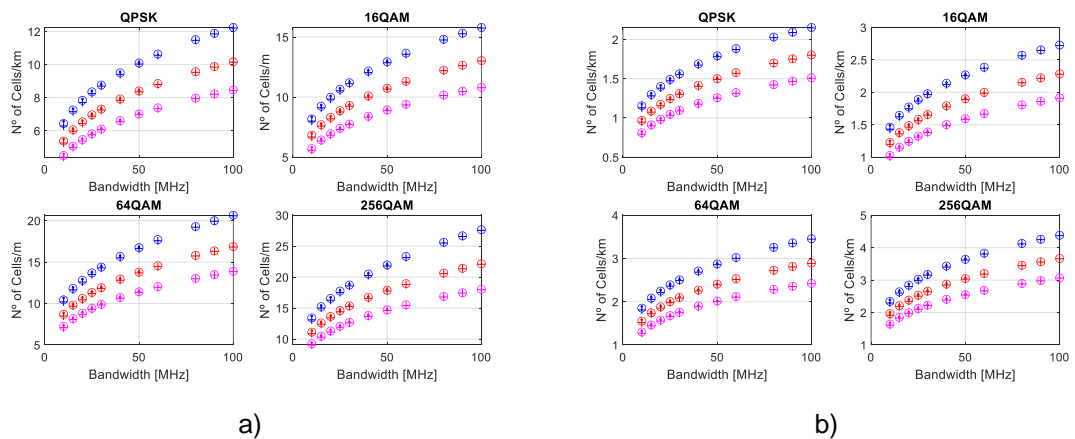 QPSK
12
10
8
6
Nº of Cells/km
0
50
100
Bandwidth [MHz]
16QAM
15
10
5
Nº of Cells/m
0
50
100
Bandwidth [MHz]
64QAM
20
15
10
5
Nº of Cells/m
0
50
100
Bandwidth [MHz]
256QAM
30
25
20
15
10
Nº of Cells/m
0
50
100
Bandwidth [MHz]
a)
QPSK
2
1.5
1
0.5
Nº of Cells/km
0
50
100
Bandwidth [MHz]
16QAM
3
2.5
2
1.5
1
Nº of Cells/km
0
50
100
Bandwidth [MHz]
64QAM
4
3
2
1
Nº of Cells/km
0
50
100
Bandwidth [MHz]
256QAM
5
4
3
2
1
Nº of Cells/km
0
50
100
Bandwidth [MHz]
b)